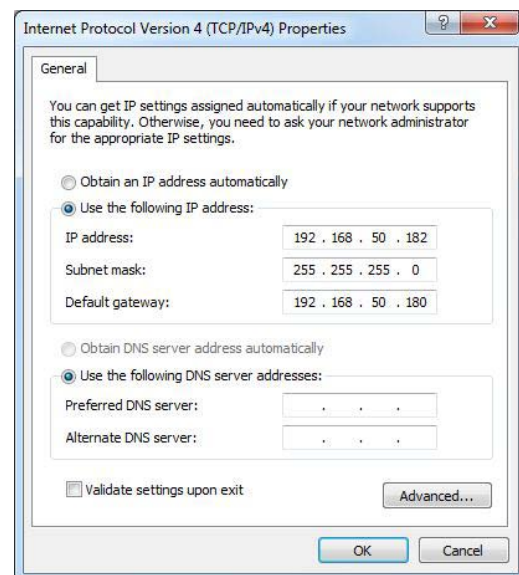 Internet Protocol Version 4 (TCP/IPv4) Properties
General
You can get IP settings assigned automatically if your network supports
this capability. Otherwise, you need to ask your network administrator
for the appropriate IP settings.
Obtain an IP address automatically
Use the following IP address:
IP address: 192 . 168 . 50 . 182
Subnet mask: 255 . 255 . 255 . 0
Default gateway: 192 . 168 . 50 . 180
Obtain DNS server address automatically
Use the following DNS server addresses:
Preferred DNS server: . . .
Alternate DNS server: . . .
Validate settings upon exit
Advanced...
OK Cancel